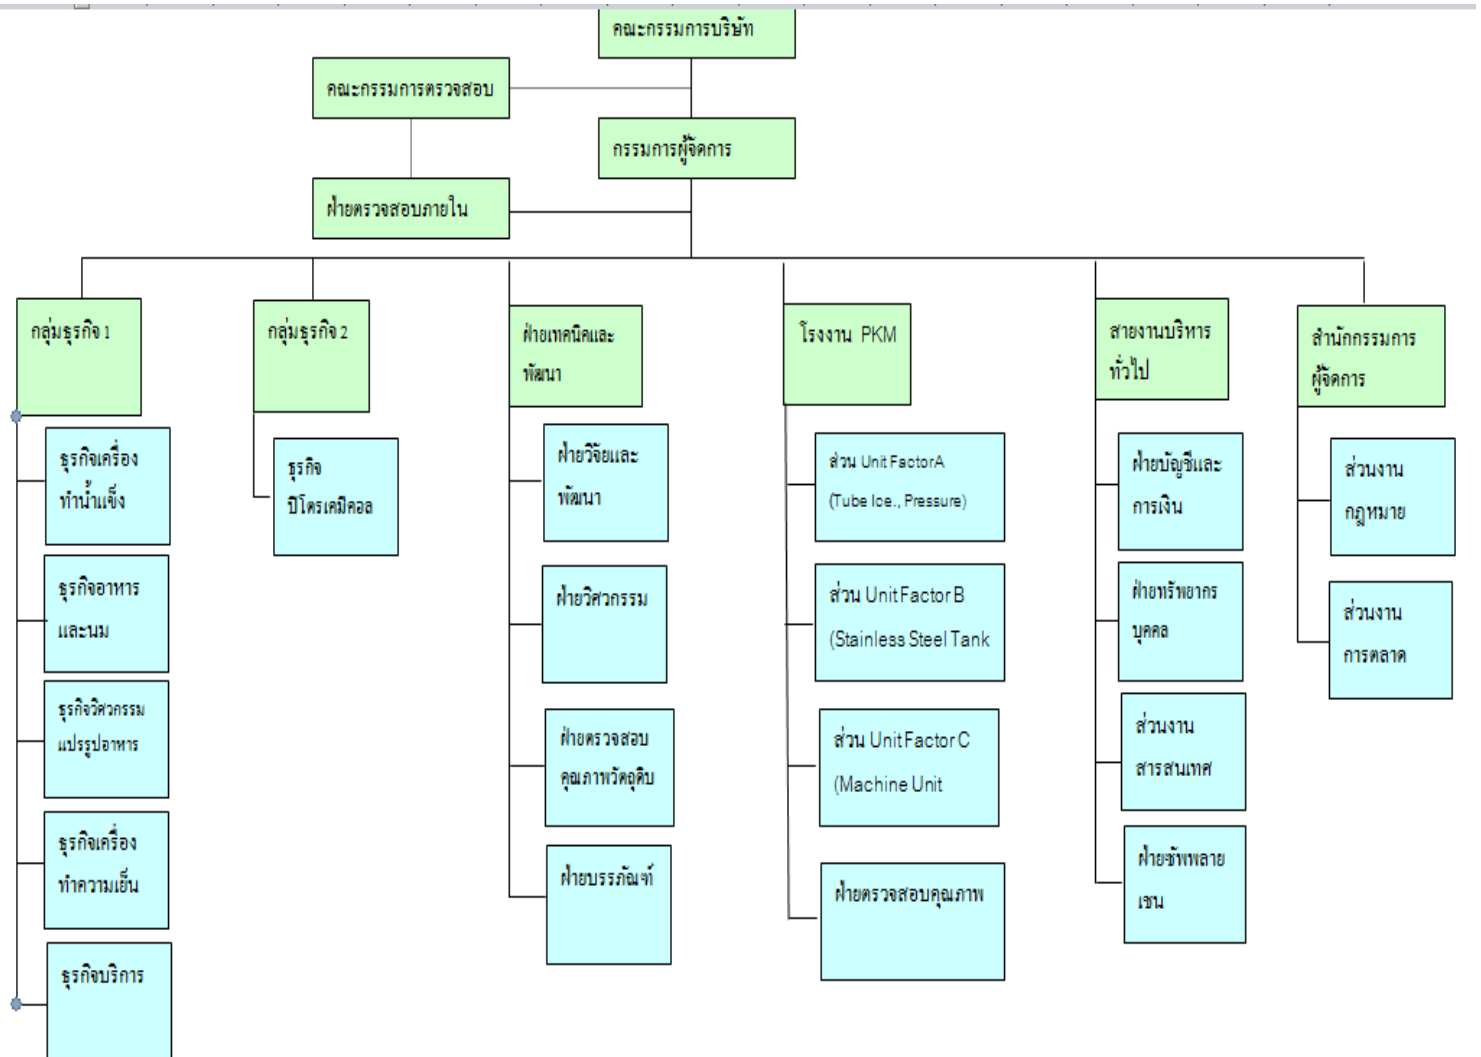 คณะกรรมการบริษัท
คณะกรรมการตรวจสอบ
กรรมการผู้จัดการ
ฝ่ายตรวจสอบภายใน
กลุ่มธุรกิจ 1
ธุรกิจเครื่อง
ทำน้ำแข็ง
ธุรกิจอาหาร
และนม
ธุรกิจวิศวกรรม
แปรรูปอาหาร
ธุรกิจเครื่อง
ทำความเย็น
ธุรกิจบริการ
กลุ่มธุรกิจ 2
ธุรกิจ
ปิโตรเคมิคอล
ฝ่ายเทคนิคและ
พัฒนา
ฝ่ายวิจัยและ
พัฒนา
ฝ่ายวิศวกรรม
ฝ่ายตรวจสอบ
คุณภาพวัตถุดิบ
ฝ่ายบรรภัณฑ์
โรงงาน PKM
ส่วน Unit Factor A
(Tube Ice., Pressure)
ส่วน Unit Factor B
(Stainless Steel Tank
ส่วน Unit Factor C
(Machine Unit
ฝ่ายตรวจสอบคุณภาพ
สายงานบริหาร
ทั่วไป
ฝ่ายบัญชีและ
การเงิน
ฝ่ายทรัพยากร
บุคคล
ส่วนงาน
สารสนเทศ
ฝ่ายซัพพลาย
เชน
สำนักกรรมการ
ผู้จัดการ
ส่วนงาน
กฎหมาย
ส่วนงาน
การตลาด